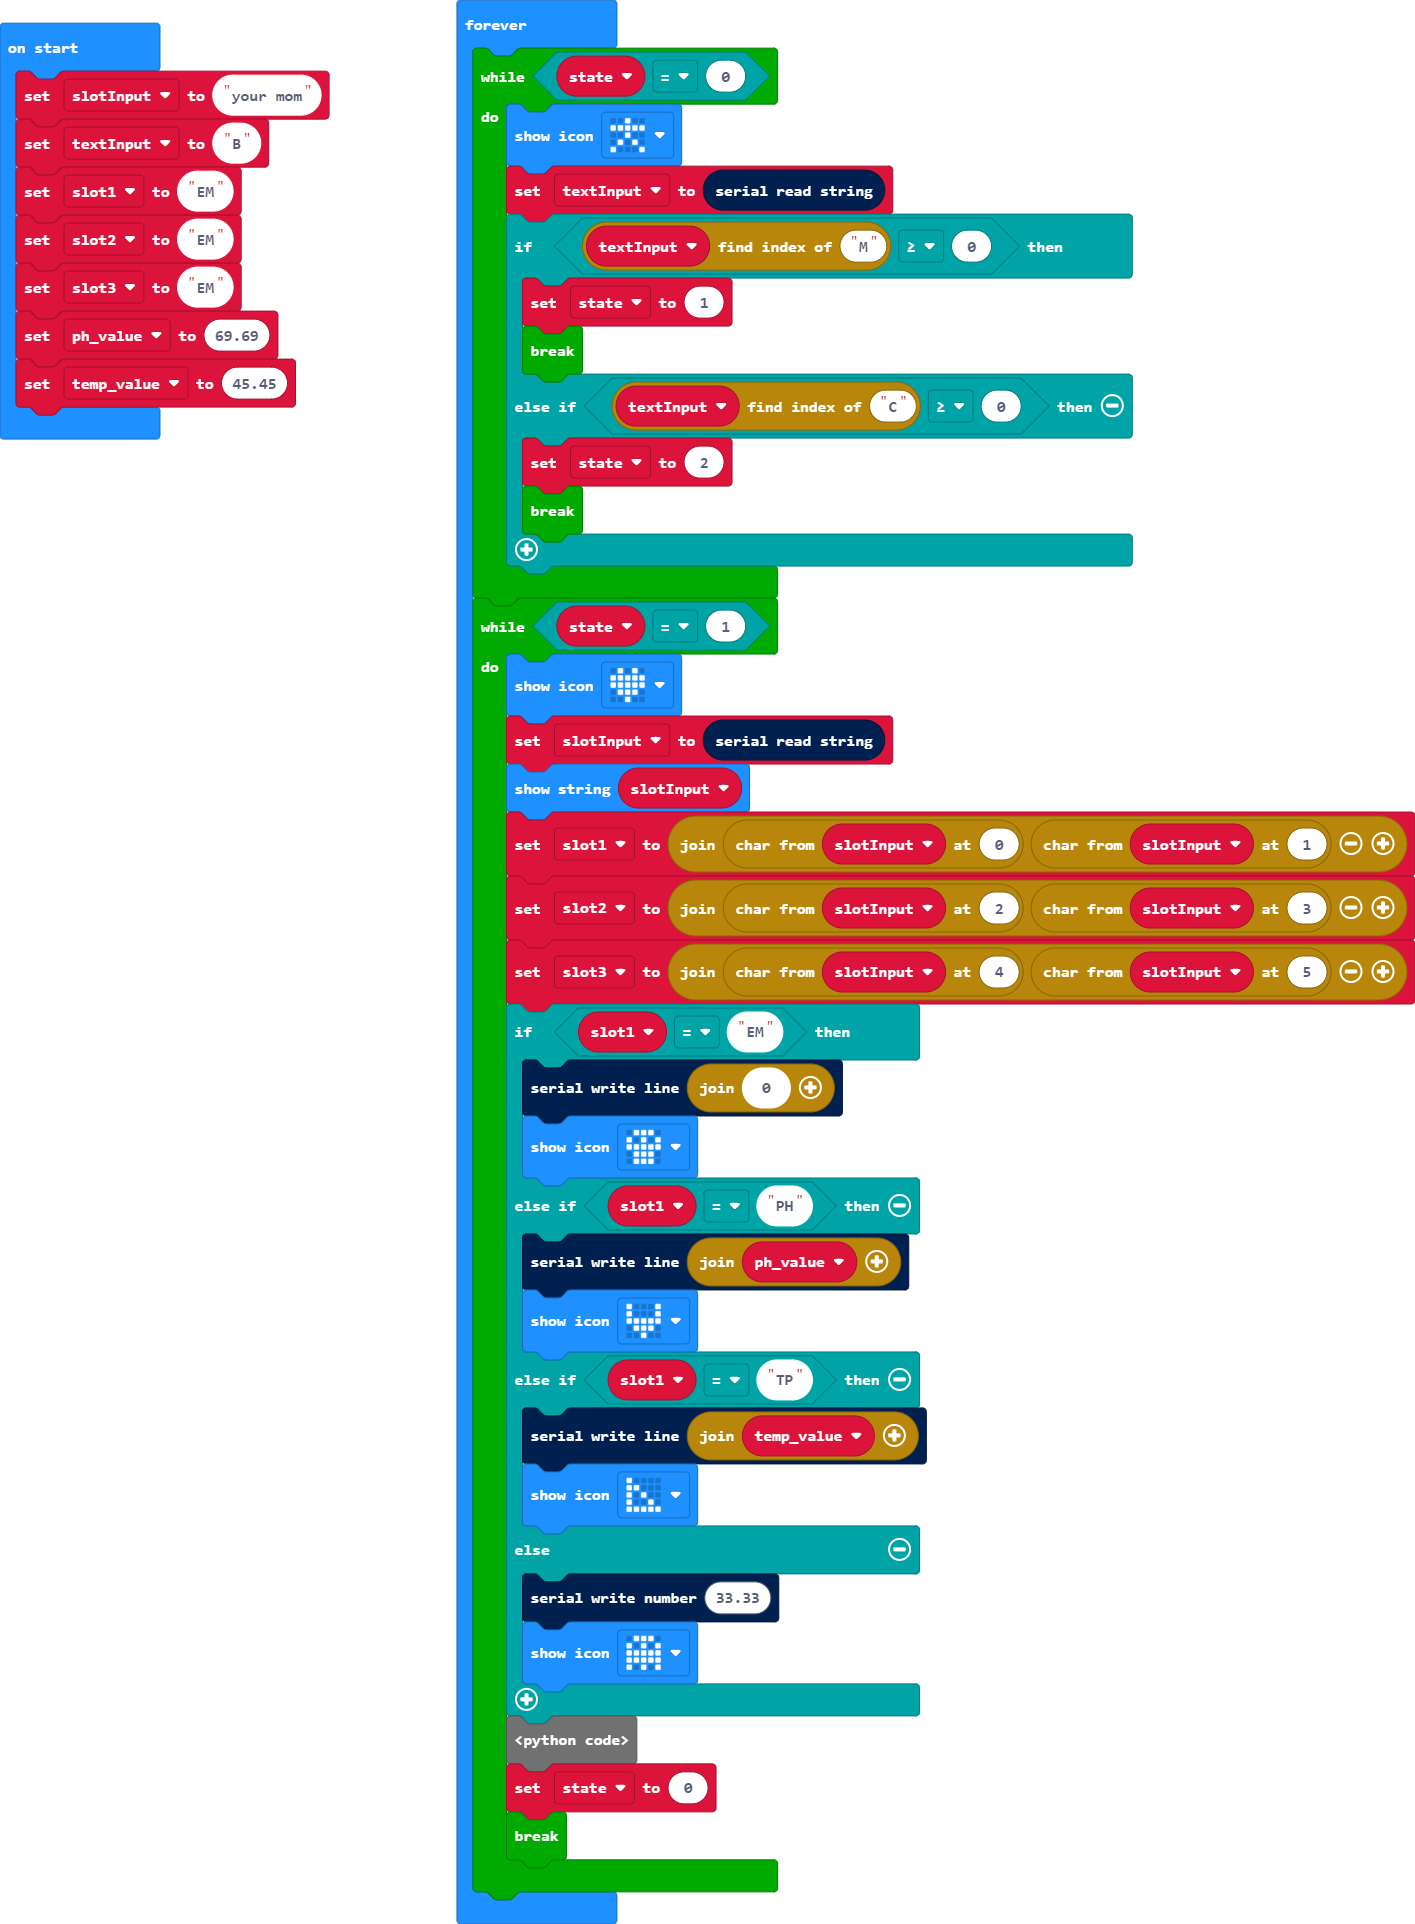 on start
set slotInput to "your mom"
set textInput to "B"
set slot1 to "EM"
set slot2 to "EM"
set slot3 to "EM"
set ph_value to 69.69
set temp_value to 45.45
forever
while state = 0
do
show icon
set textInput to serial read string
if textInput find index of "M" ≥ 0 then
set state to 1
break
else if textInput find index of "C" ≥ 0 then
set state to 2
break
while state = 1
do
show icon
set slotInput to serial read string
show string slotInput
set slot1 to join char from slotInput at 0 char from slotInput at 1
set slot2 to join char from slotInput at 2 char from slotInput at 3
set slot3 to join char from slotInput at 4 char from slotInput at 5
if slot1 = "EM" then
serial write line join 0
show icon
else if slot1 = "PH" then
serial write line join ph_value
show icon
else if slot1 = "TP" then
serial write line join temp_value
show icon
else
serial write number 33.33
show icon
<python code>
set state to 0
break